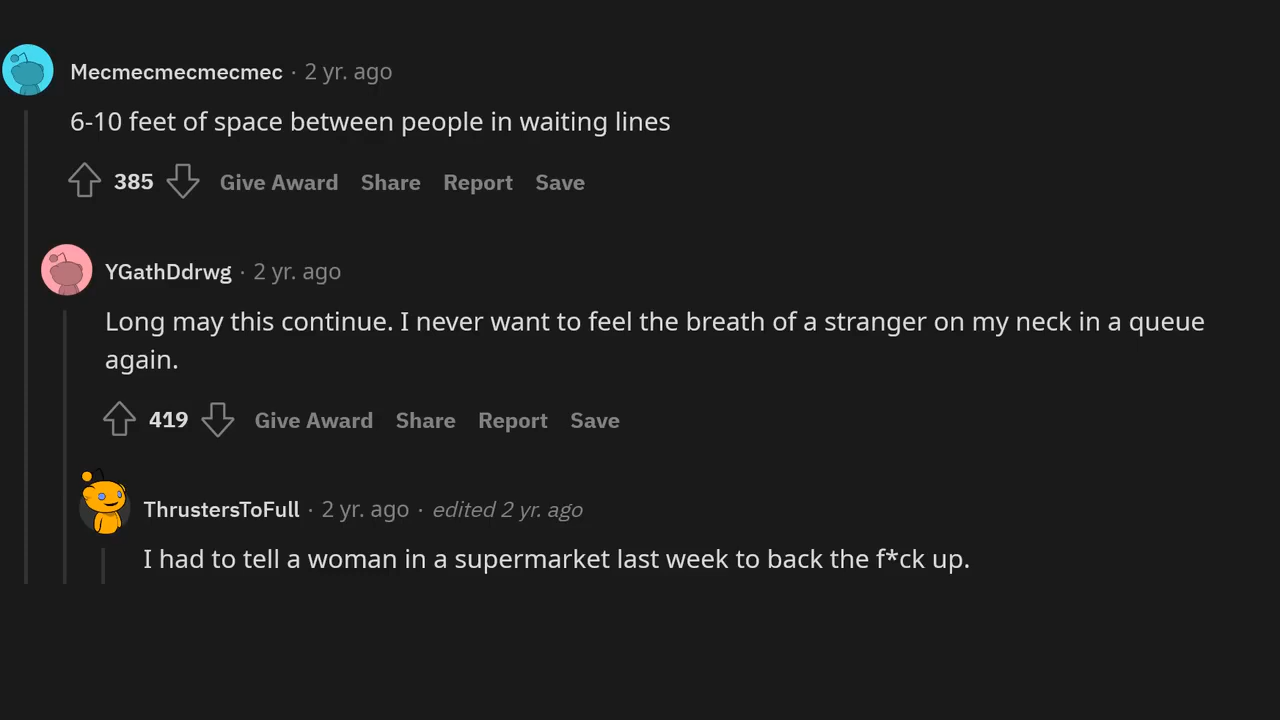 Mecmecmecmecmec · 2 yr. ago
6-10 feet of space between people in waiting lines
385 Give Award Share Report Save
YGathDdrwg · 2 yr. ago
Long may this continue. I never want to feel the breath of a stranger on my neck in a queue
again.
419 Give Award Share Report Save
ThrustersToFull · 2 yr. ago · edited 2 yr. ago
I had to tell a woman in a supermarket last week to back the f*ck up.